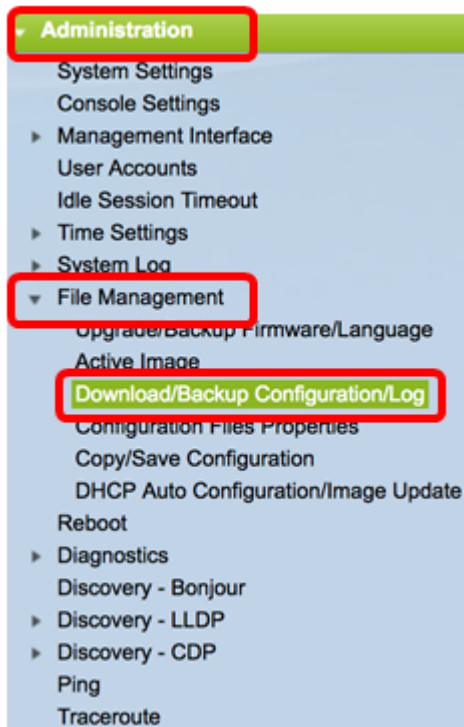 Administration
System Settings
Console Settings
Management Interface
User Accounts
Idle Session Timeout
Time Settings
System Log
File Management
Upgrade/Backup Firmware/Language
Active Image
Download/Backup Configuration/Log
Configuration Files Properties
Copy/Save Configuration
DHCP Auto Configuration/Image Update
Reboot
Diagnostics
Discovery - Bonjour
Discovery - LLDP
Discovery - CDP
Ping
Traceroute